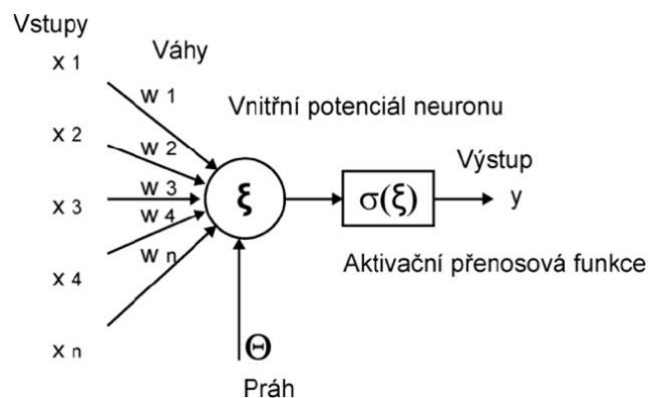 Vstupy
Váhy
x 1
w 1
Vnitřní potenciál neuronu
x 2
w 2
Výstup
w 3
ξ
σ(ξ)
y
x 3
w 4
w n
Aktivační přenosová funkce
x 4
Θ
x n
Práh